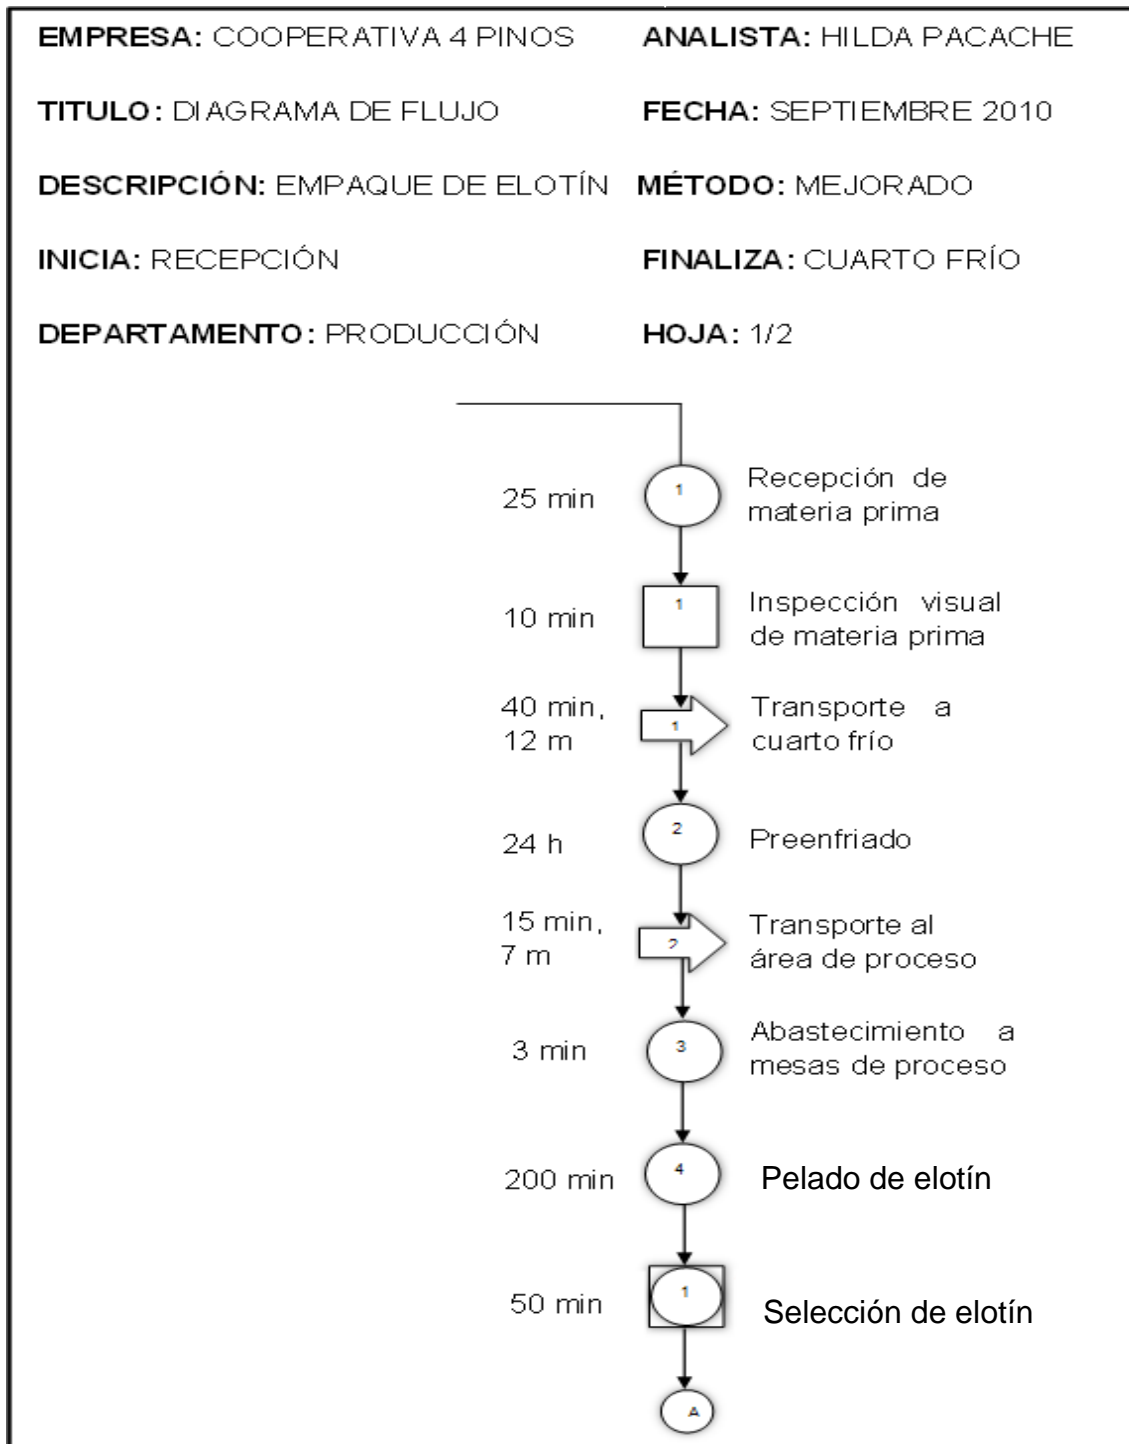 EMPRESA: COOPERATIVA 4 PINOS ANALISTA: HILDA PACACHE
TITULO: DIAGRAMA DE FLUJO FECHA: SEPTIEMBRE 2010
DESCRIPCIÓN: EMPAQUE DE ELOTÍN MÉTODO: MEJORADO
INICIA: RECEPCIÓN FINALIZA: CUARTO FRÍO
DEPARTAMENTO: PRODUCCIÓN HOJA: 1/2
25 min
1
Recepción de
materia prima
10 min
1
Inspección visual
de materia prima
40 min,
12 m
1
Transporte a
cuarto frío
24 h
2
Preenfriado
15 min,
7 m
2
Transporte al
área de proceso
3 min
3
Abastecimiento a
mesas de proceso
200 min
4
Pelado de elotín
50 min
1
Selección de elotín
A